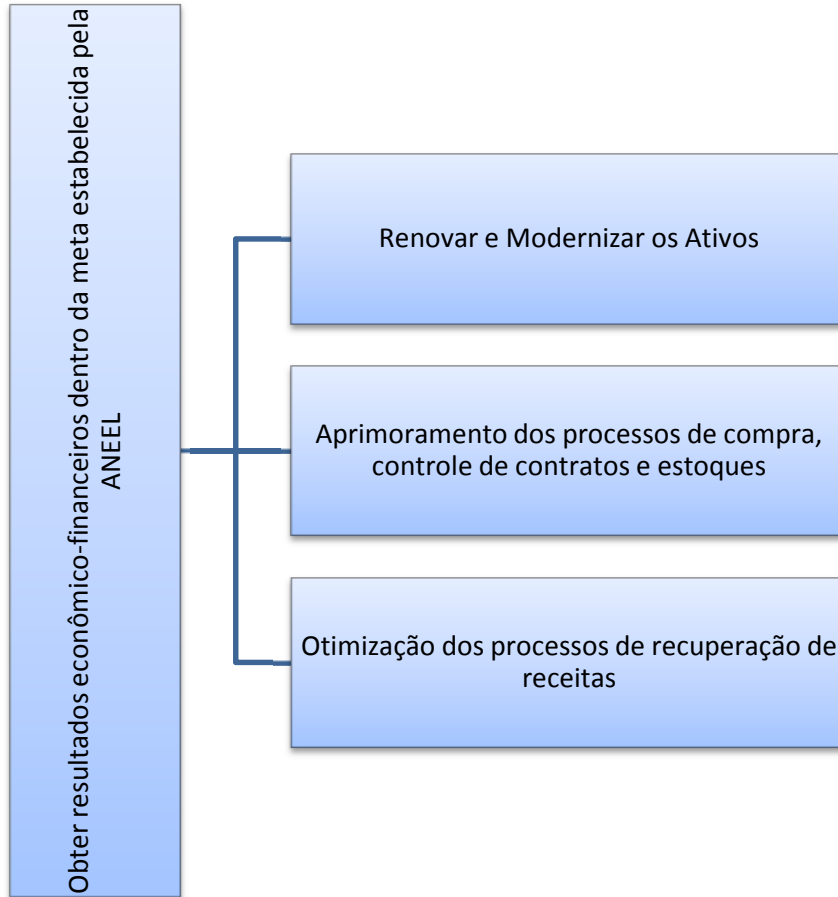 Obter resultados econômico-financeiros dentro da meta estabelecida pela
ANEEL
Renovar e Modernizar os Ativos
Aprimoramento dos processos de compra,
controle de contratos e estoques
Otimização dos processos de recuperação de
receitas